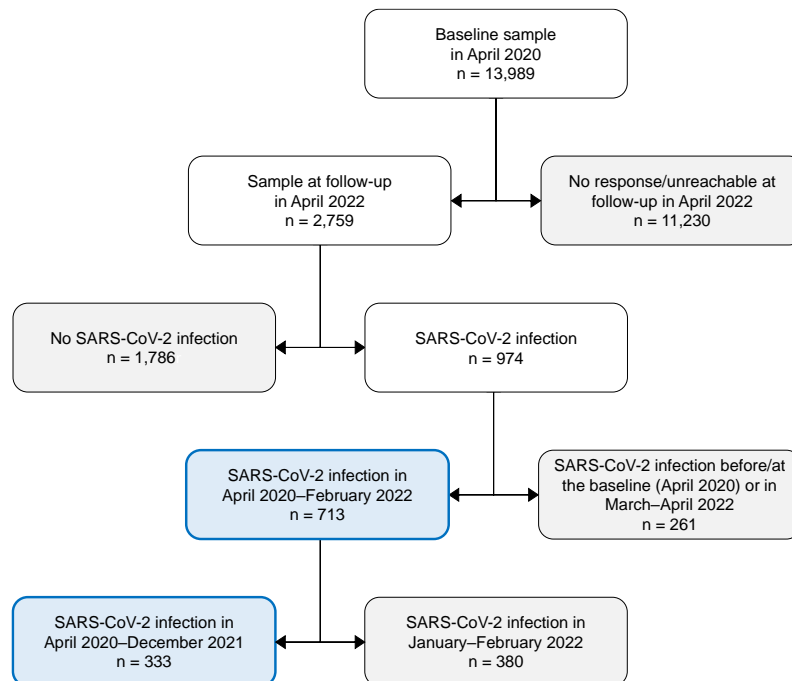 Baseline sample
in April 2020
n = 13,989
Sample at follow-up
in April 2022
n = 2,759
No response/unreachable at
follow-up in April 2022
n = 11,230
No SARS-CoV-2 infection
n = 1,786
SARS-CoV-2 infection
n = 974
SARS-CoV-2 infection in
April 2020–February 2022
n = 713
SARS-CoV-2 infection before/at
the baseline (April 2020) or in
March–April 2022
n = 261
SARS-CoV-2 infection in
April 2020–December 2021
n = 333
SARS-CoV-2 infection in
January–February 2022
n = 380